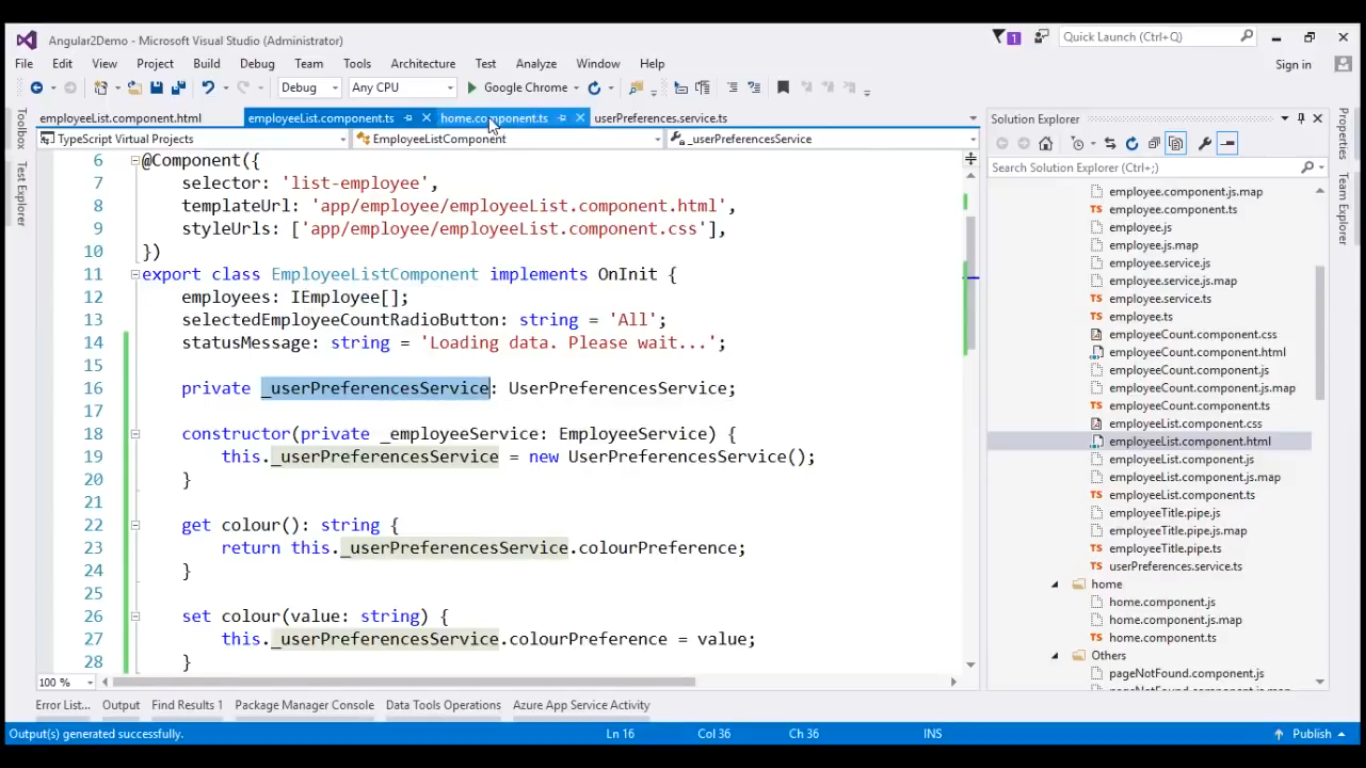 Angular2Demo - Microsoft Visual Studio (Administrator)
1
Quick Launch (Ctrl+Q)
File Edit View Project Build Debug Team Tools Architecture Test Analyze Window Help
Sign in
Debug Any CPU Google Chrome
employeeList.component.html employeeList.component.ts home.component.ts userPreferences.service.ts
TypeScript Virtual Projects EmployeeListComponent _userPreferencesService
Toolbox
Test Explorer
6 @Component({
7 selector: 'list-employee',
8 templateUrl: 'app/employee/employeeList.component.html',
9 styleUrls: ['app/employee/employeeList.component.css'],
10 })
11 export class EmployeeListComponent implements OnInit {
12 employees: IEmployee[];
13 selectedEmployeeCountRadioButton: string = 'All';
14 statusMessage: string = 'Loading data. Please wait...';
15
16 private _userPreferencesService: UserPreferencesService;
17
18 constructor(private _employeeService: EmployeeService) {
19 this._userPreferencesService = new UserPreferencesService();
20 }
21
22 get colour(): string {
23 return this._userPreferencesService.colourPreference;
24 }
25
26 set colour(value: string) {
27 this._userPreferencesService.colourPreference = value;
28 }
100 %
Solution Explorer
Search Solution Explorer (Ctrl+;)
employee.component.js.map
TS employee.component.ts
employee.js
employee.js.map
employee.service.js
employee.service.js.map
TS employee.service.ts
TS employee.ts
employeeCount.component.css
employeeCount.component.html
employeeCount.component.js
employeeCount.component.js.map
TS employeeCount.component.ts
employeeList.component.css
employeeList.component.html
employeeList.component.js
employeeList.component.js.map
TS employeeList.component.ts
employeeTitle.pipe.js
employeeTitle.pipe.js.map
TS employeeTitle.pipe.ts
TS userPreferences.service.ts
home
home.component.js
home.component.js.map
TS home.component.ts
Others
pageNotFound.component.js
Properties
Team Explorer
Error List... Output Find Results 1 Package Manager Console Data Tools Operations Azure App Service Activity
Output(s) generated successfully. Ln 16 Col 36 Ch 36 INS Publish